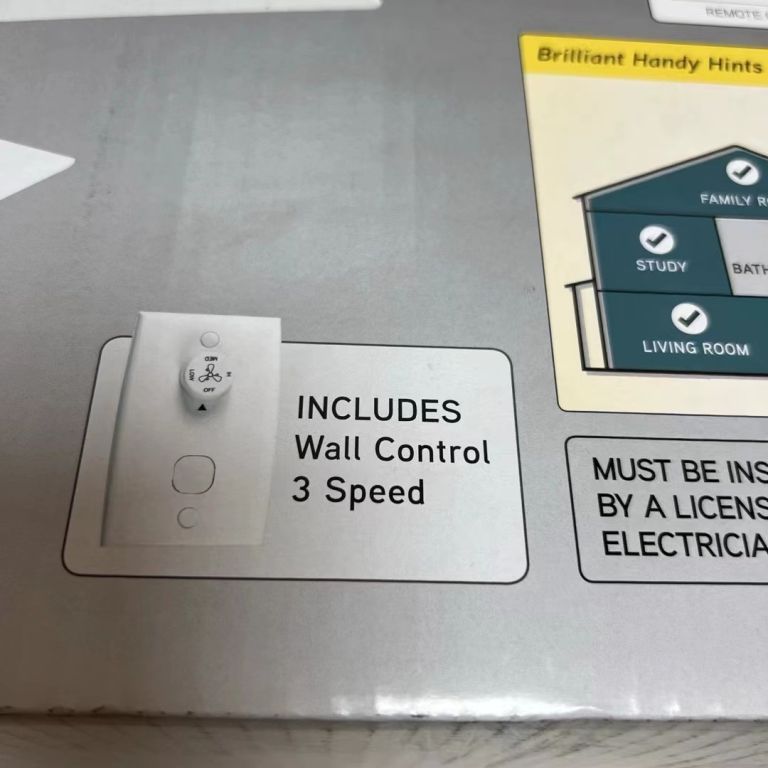 REMOTE
Brilliant Handy Hints
FAMILY
STUDY
BATH
LIVING ROOM
MED
LOW
HI
OFF
INCLUDES
Wall Control
3 Speed
MUST BE INS
BY A LICENS
ELECTRICIA